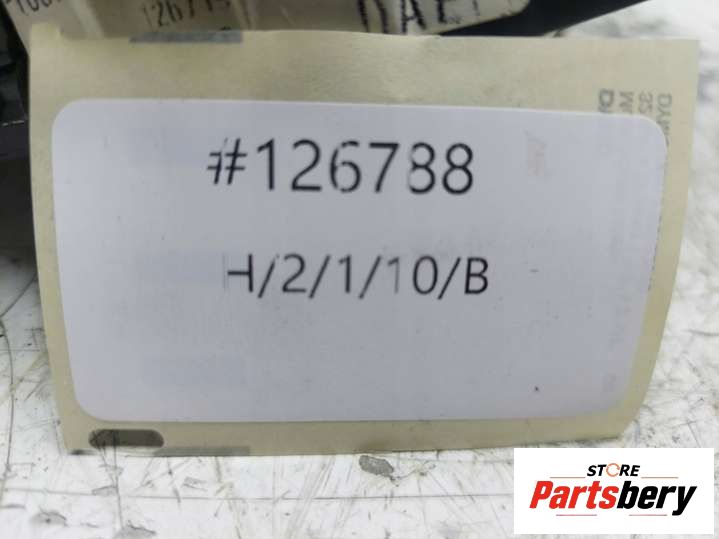 #126788
H/2/1/10/B
STORE
Partsbery